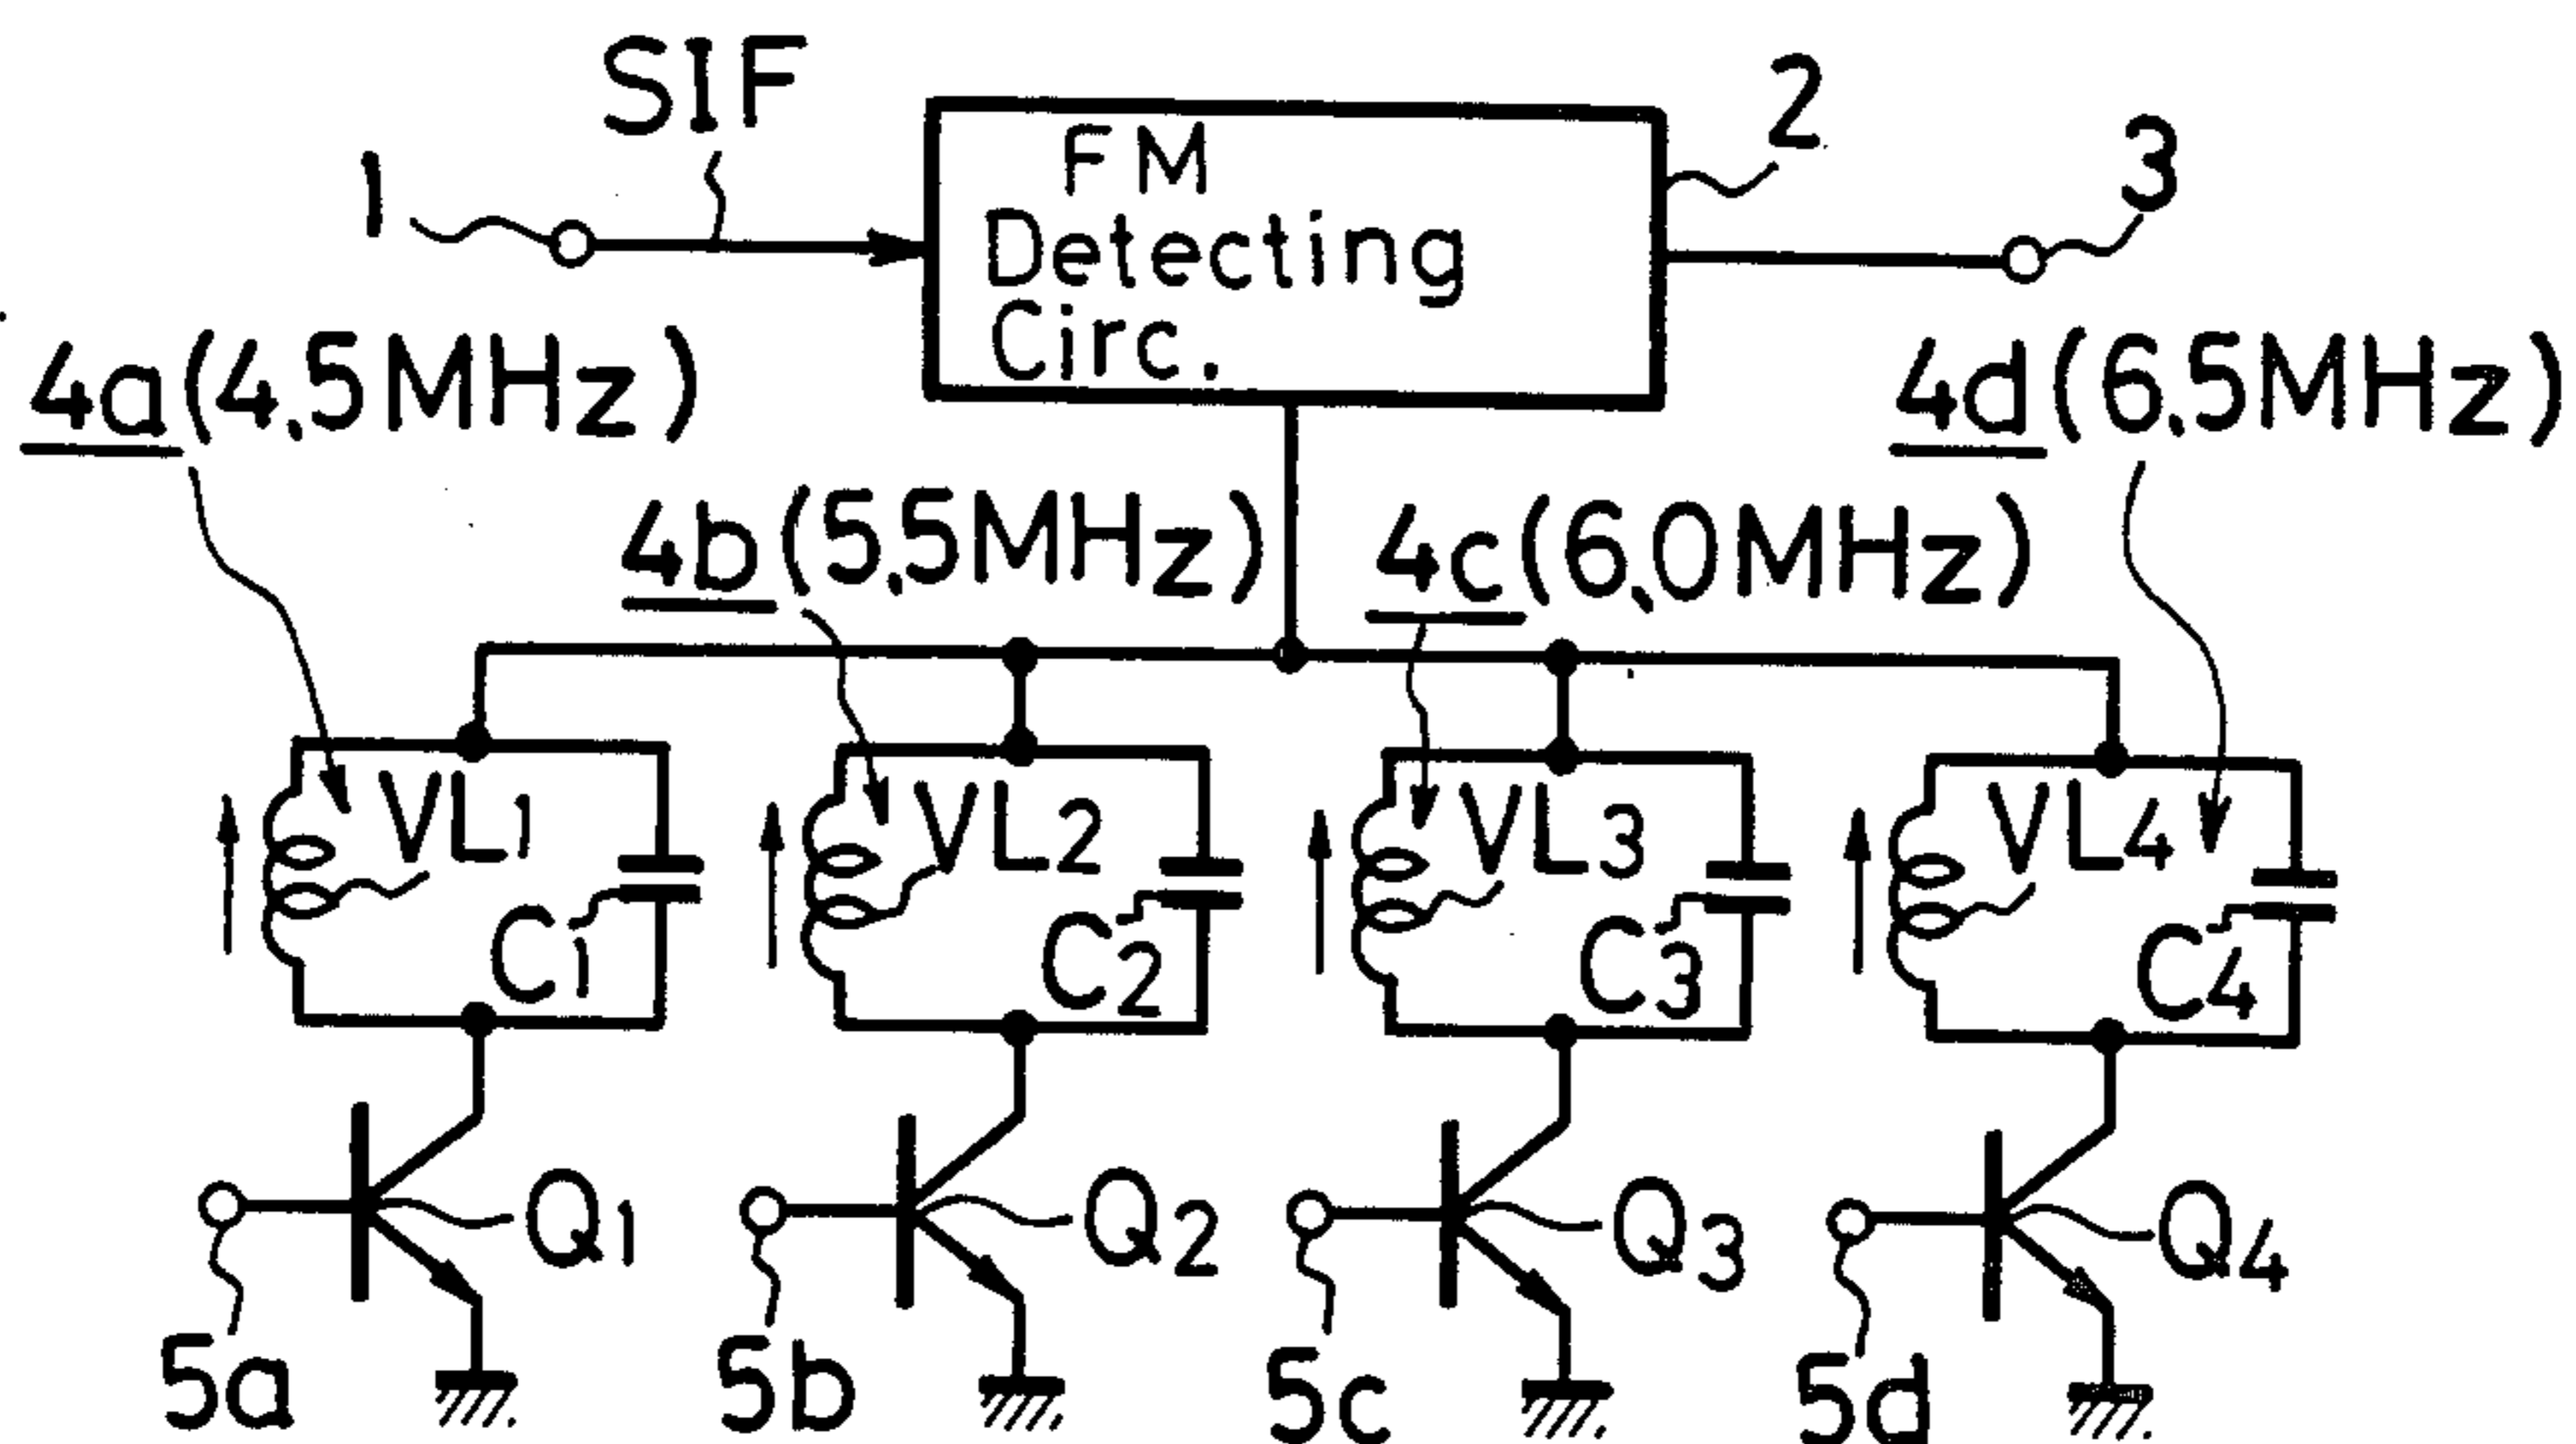 SIF
1
FM
Detecting
Circ.
2
3
4a(4.5MHz)
4d(6.5MHz)
4b(5.5MHz)
4c(6.0MHz)
VL1
C1
VL2
C2
VL3
C3
VL4
C4
Q1
Q2
Q3
Q4
5a
5b
5c
5d